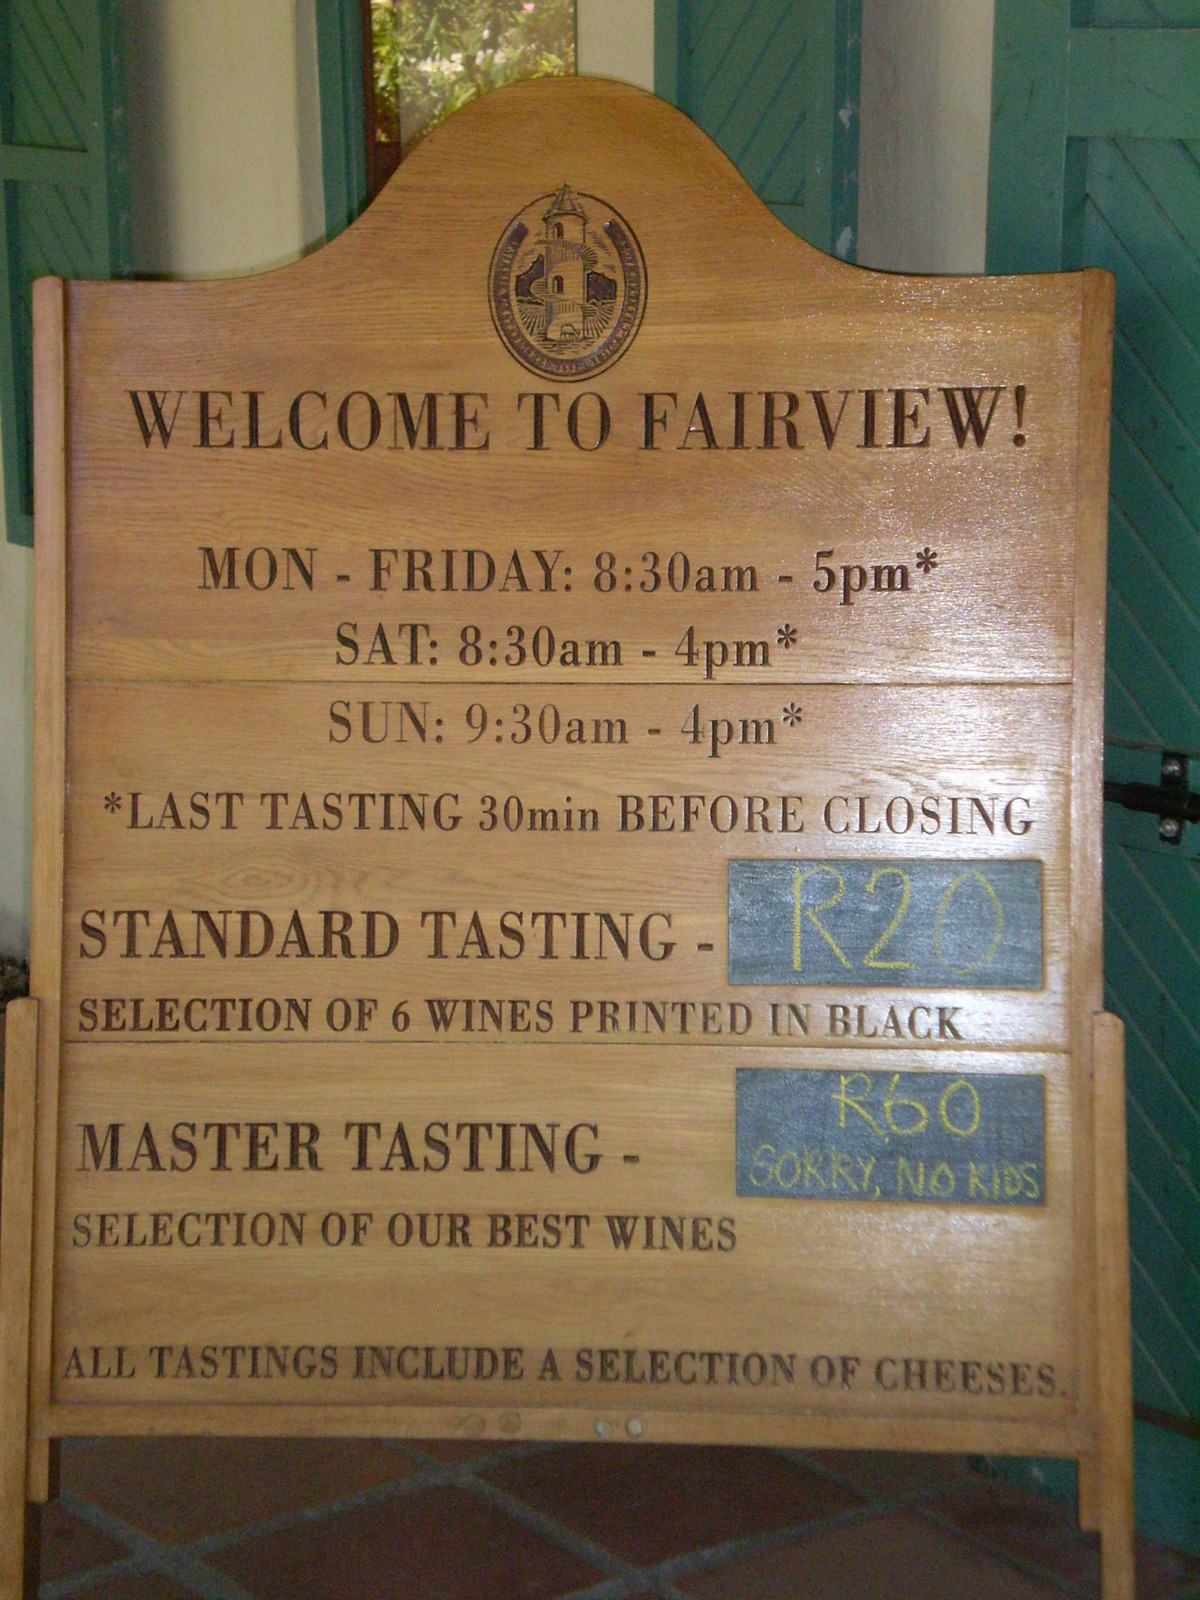 WELCOME TO FAIRVIEW!
MON - FRIDAY: 8:30am - 5pm*
SAT: 8:30am - 4pm*
SUN: 9:30am - 4pm*
*LAST TASTING 30min BEFORE CLOSING
STANDARD TASTING - R20
SELECTION OF 6 WINES PRINTED IN BLACK
MASTER TASTING - R60
SORRY, NO KIDS
SELECTION OF OUR BEST WINES
ALL TASTINGS INCLUDE A SELECTION OF CHEESES.